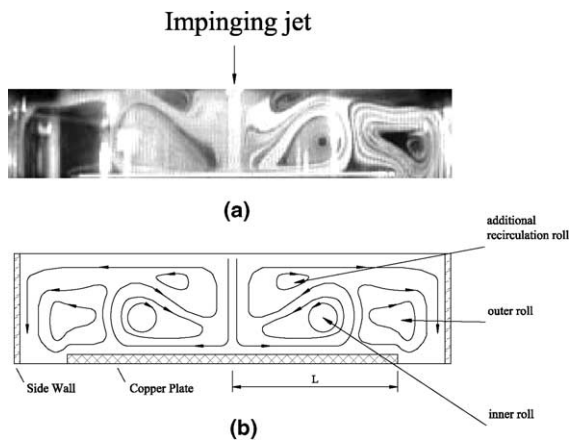 Impinging jet
(a)
additional
recirculation roll
outer roll
Side Wall
Copper Plate
L
inner roll
(b)